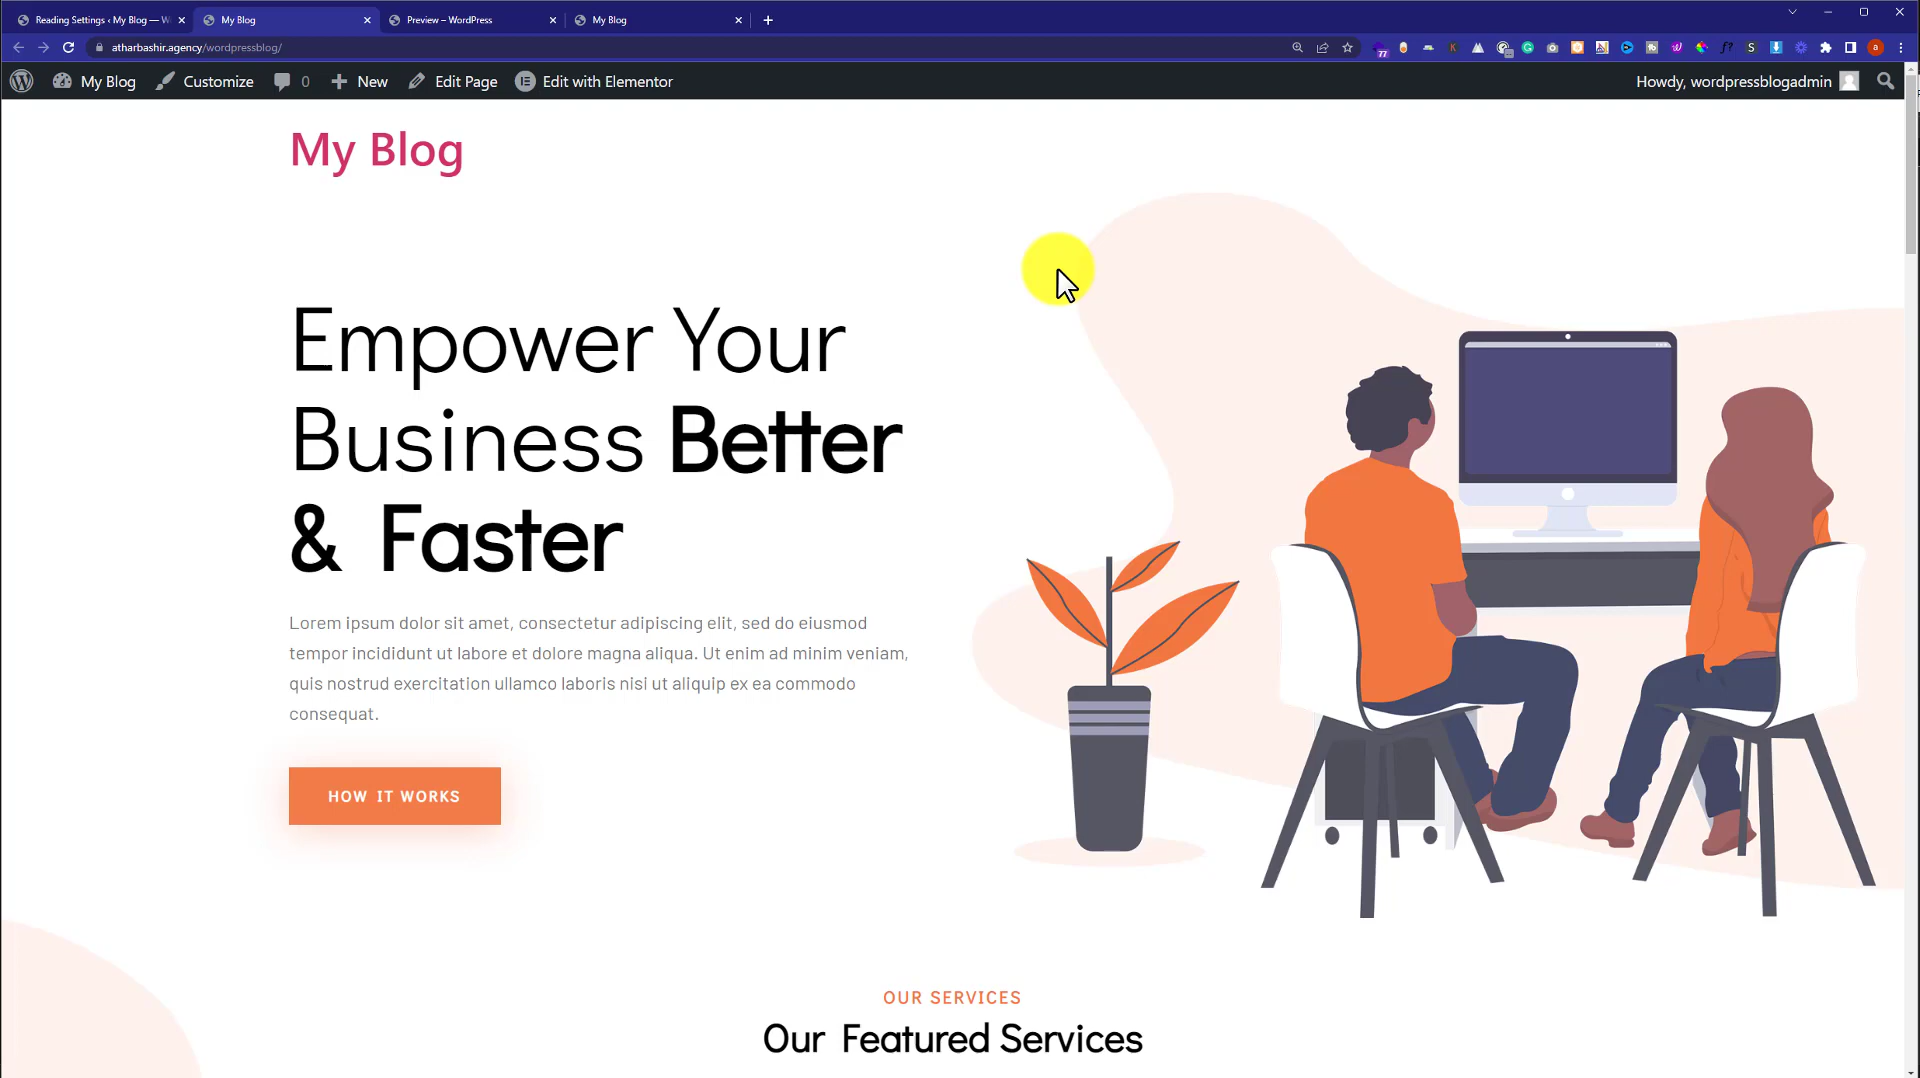 Reading Settings ‹ My Blog — W
My Blog
Preview – WordPress
My Blog
atharbashir.agency/wordpressblog/
My Blog
Customize
0
New
Edit Page
Edit with Elementor
Howdy, wordpressblogadmin
My Blog
Empower Your
Business Better
& Faster
Lorem ipsum dolor sit amet, consectetur adipiscing elit, sed do eiusmod
tempor incididunt ut labore et dolore magna aliqua. Ut enim ad minim veniam,
quis nostrud exercitation ullamco laboris nisi ut aliquip ex ea commodo
consequat.
HOW IT WORKS
OUR SERVICES
Our Featured Services